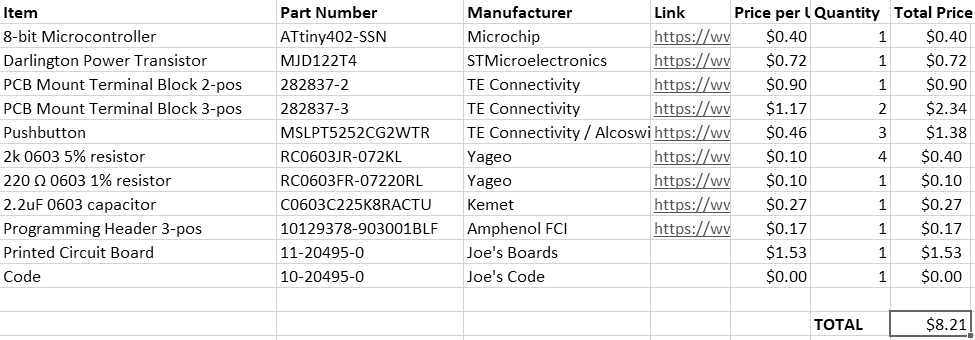 Item Part Number Manufacturer Link Price per U Quantity Total Price
8-bit Microcontroller ATtiny402-SSN Microchip https://wv $0.40 1 $0.40
Darlington Power Transistor MJD122T4 STMicroelectronics https://wv $0.72 1 $0.72
PCB Mount Terminal Block 2-pos 282837-2 TE Connectivity https://wv $0.90 1 $0.90
PCB Mount Terminal Block 3-pos 282837-3 TE Connectivity https://wv $1.17 2 $2.34
Pushbutton MSLPT5252CG2WTR TE Connectivity / Alcoswi https://wv $0.46 3 $1.38
2k 0603 5% resistor RC0603JR-072KL Yageo https://wv $0.10 4 $0.40
220 Ω 0603 1% resistor RC0603FR-07220RL Yageo https://wv $0.10 1 $0.10
2.2uF 0603 capacitor C0603C225K8RACTU Kemet https://wv $0.27 1 $0.27
Programming Header 3-pos 10129378-903001BLF Amphenol FCI https://wv $0.17 1 $0.17
Printed Circuit Board 11-20495-0 Joe's Boards $1.53 1 $1.53
Code 10-20495-0 Joe's Code $0.00 1 $0.00
TOTAL $8.21